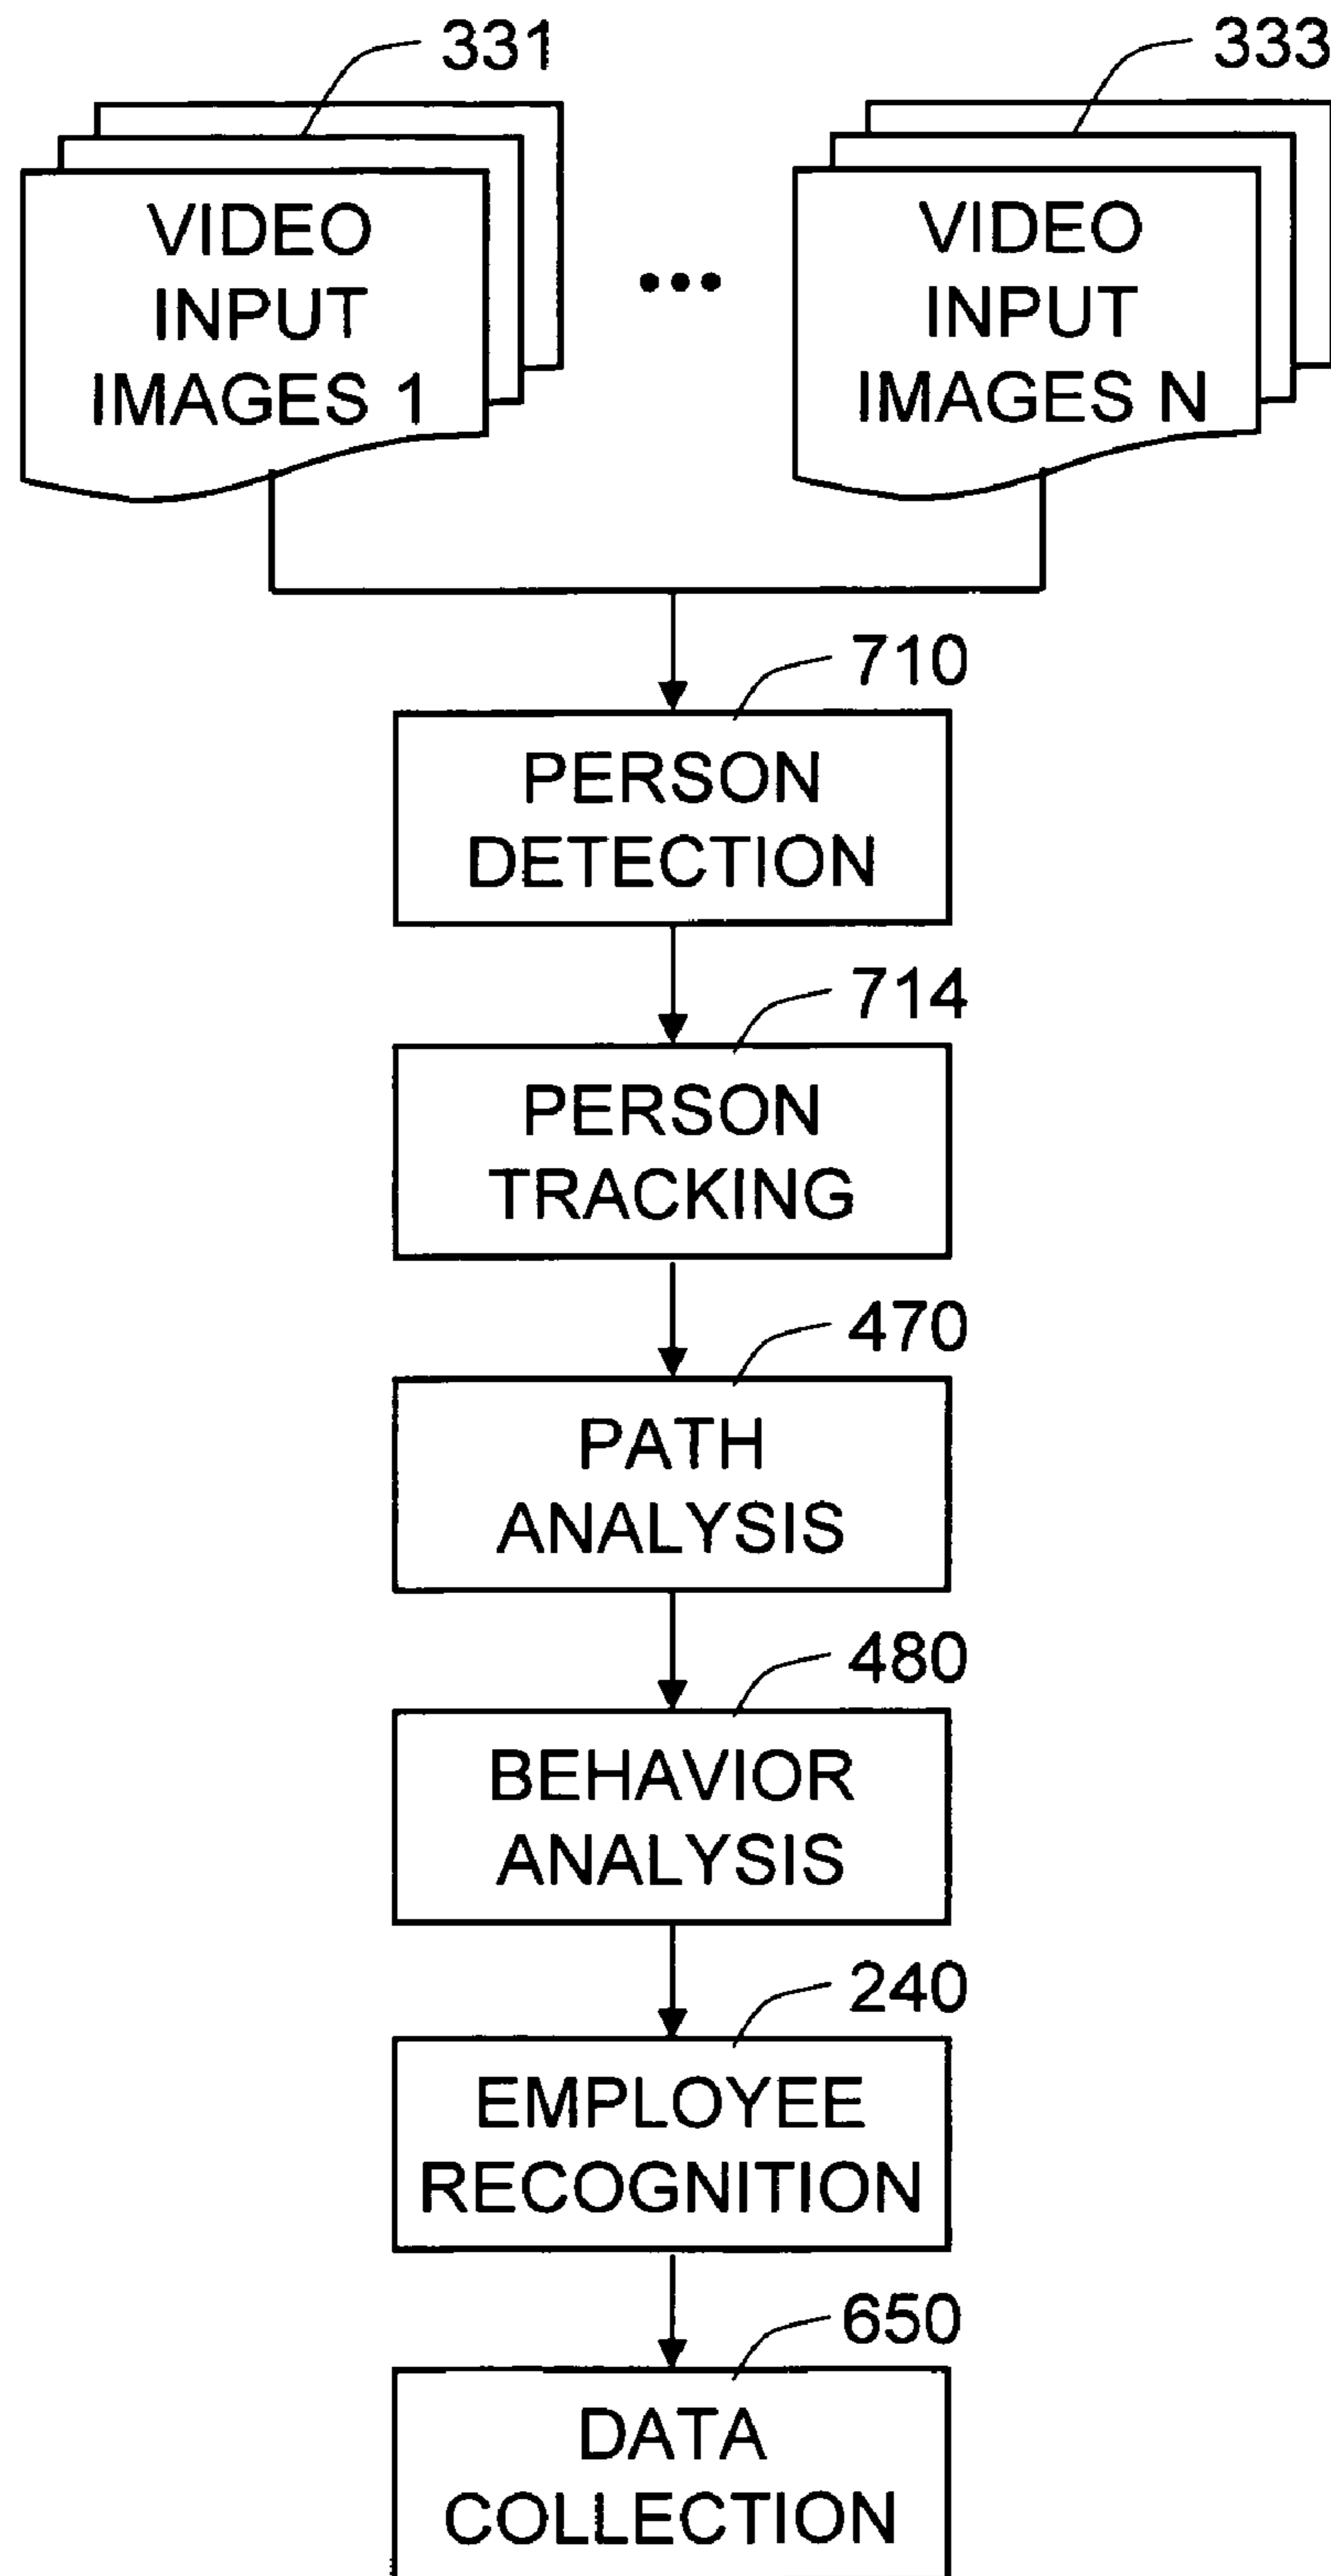 331
333
VIDEO
INPUT
IMAGES 1
...
VIDEO
INPUT
IMAGES N
710
PERSON
DETECTION
714
PERSON
TRACKING
470
PATH
ANALYSIS
480
BEHAVIOR
ANALYSIS
240
EMPLOYEE
RECOGNITION
650
DATA
COLLECTION